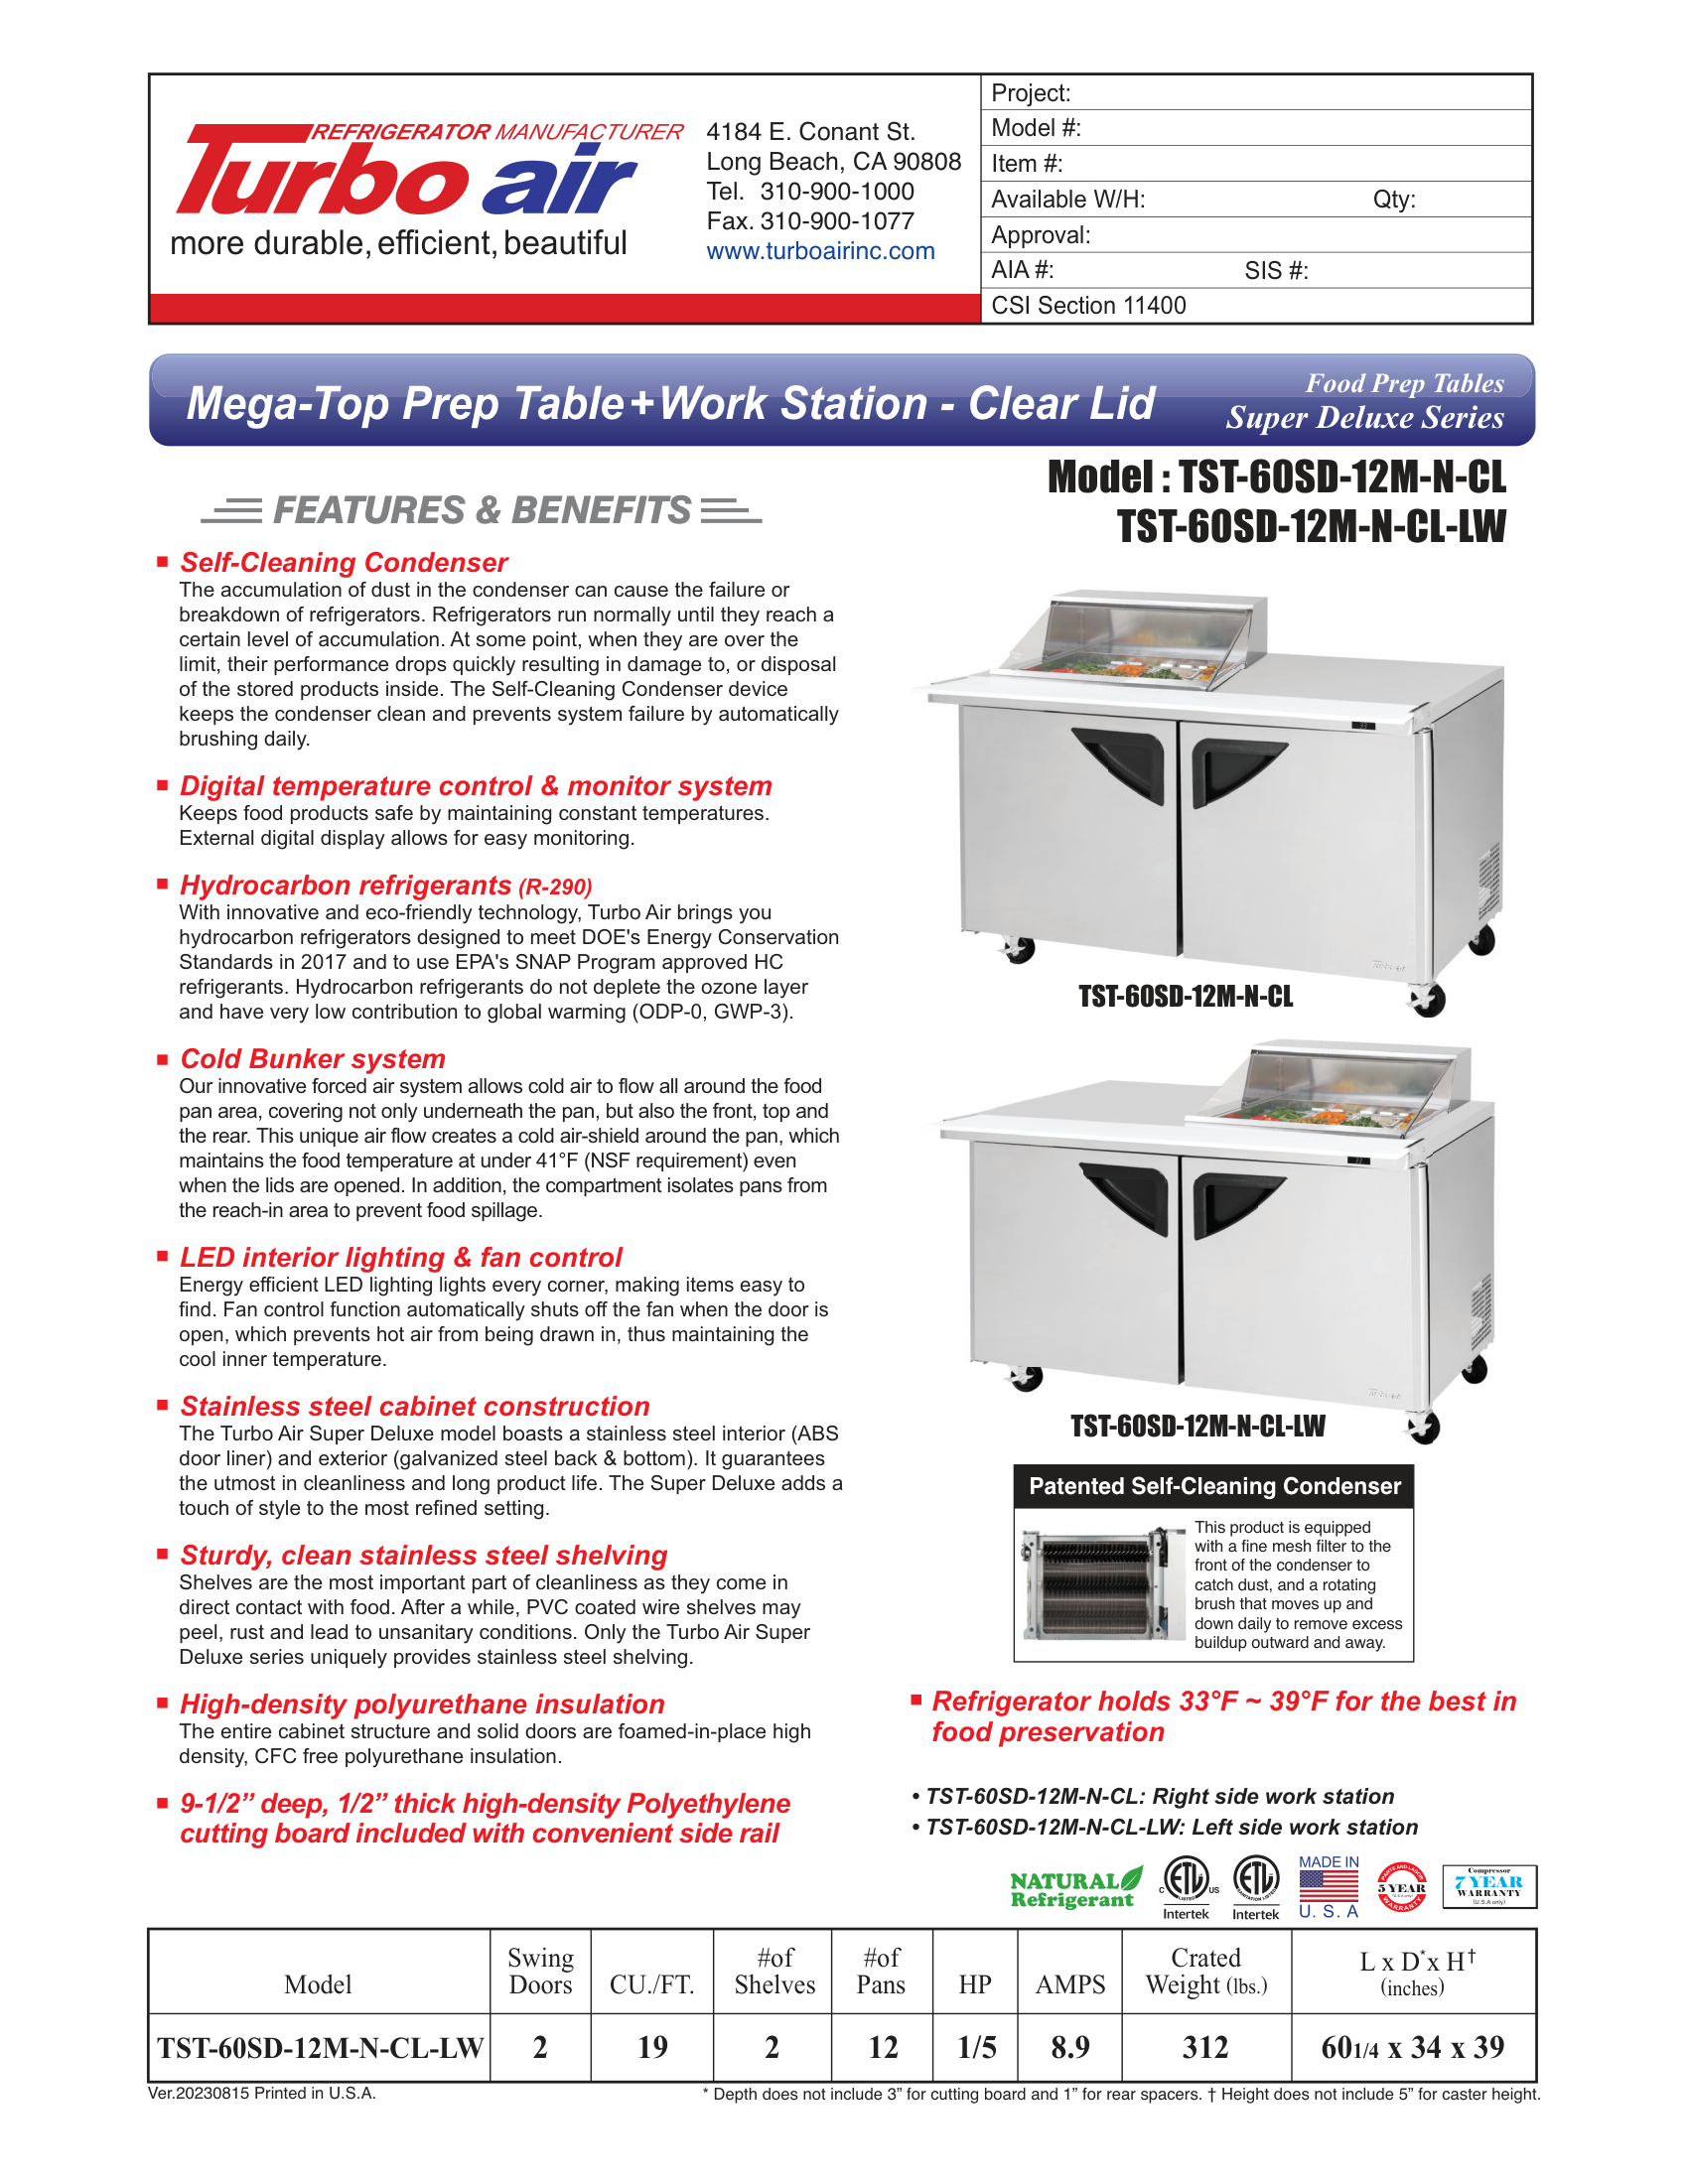 REFRIGERATOR MANUFACTURER
Turbo air
more durable, efficient, beautiful
4184 E. Conant St.
Long Beach, CA 90808
Tel. 310-900-1000
Fax. 310-900-1077
www.turboairinc.com
Project:
Model #:
Item #:
Available W/H: Qty:
Approval:
AIA #: SIS #:
CSI Section 11400
Mega-Top Prep Table+Work Station - Clear Lid
Food Prep Tables
Super Deluxe Series
FEATURES & BENEFITS
Model : TST-60SD-12M-N-CL
TST-60SD-12M-N-CL-LW
Self-Cleaning Condenser
The accumulation of dust in the condenser can cause the failure or
breakdown of refrigerators. Refrigerators run normally until they reach a
certain level of accumulation. At some point, when they are over the
limit, their performance drops quickly resulting in damage to, or disposal
of the stored products inside. The Self-Cleaning Condenser device
keeps the condenser clean and prevents system failure by automatically
brushing daily.
Digital temperature control & monitor system
Keeps food products safe by maintaining constant temperatures.
External digital display allows for easy monitoring.
Hydrocarbon refrigerants (R-290)
With innovative and eco-friendly technology, Turbo Air brings you
hydrocarbon refrigerators designed to meet DOE's Energy Conservation
Standards in 2017 and to use EPA's SNAP Program approved HC
refrigerants. Hydrocarbon refrigerants do not deplete the ozone layer
and have very low contribution to global warming (ODP-0, GWP-3).
Cold Bunker system
Our innovative forced air system allows cold air to flow all around the food
pan area, covering not only underneath the pan, but also the front, top and
the rear. This unique air flow creates a cold air-shield around the pan, which
maintains the food temperature at under 41°F (NSF requirement) even
when the lids are opened. In addition, the compartment isolates pans from
the reach-in area to prevent food spillage.
LED interior lighting & fan control
Energy efficient LED lighting lights every corner, making items easy to
find. Fan control function automatically shuts off the fan when the door is
open, which prevents hot air from being drawn in, thus maintaining the
cool inner temperature.
Stainless steel cabinet construction
The Turbo Air Super Deluxe model boasts a stainless steel interior (ABS
door liner) and exterior (galvanized steel back & bottom). It guarantees
the utmost in cleanliness and long product life. The Super Deluxe adds a
touch of style to the most refined setting.
Sturdy, clean stainless steel shelving
Shelves are the most important part of cleanliness as they come in
direct contact with food. After a while, PVC coated wire shelves may
peel, rust and lead to unsanitary conditions. Only the Turbo Air Super
Deluxe series uniquely provides stainless steel shelving.
High-density polyurethane insulation
The entire cabinet structure and solid doors are foamed-in-place high
density, CFC free polyurethane insulation.
9-1/2” deep, 1/2” thick high-density Polyethylene
cutting board included with convenient side rail
Turbo air
TST-60SD-12M-N-CL
Turbo air
TST-60SD-12M-N-CL-LW
Patented Self-Cleaning Condenser
This product is equipped
with a fine mesh filter to the
front of the condenser to
catch dust, and a rotating
brush that moves up and
down daily to remove excess
buildup outward and away.
Refrigerator holds 33°F ~ 39°F for the best in
food preservation
• TST-60SD-12M-N-CL: Right side work station
• TST-60SD-12M-N-CL-LW: Left side work station
NATURAL
Refrigerant
C ETL US
LISTED
Intertek
ETL
SANITATION LISTED
Intertek
MADE IN
U. S. A
PARTS AND LABOR
5 YEAR
(U.S.A only)
WARRANTY
Compressor
7 YEAR
WARRANTY
(U.S.A only)
Model Swing Doors CU./FT. #of Shelves #of Pans HP AMPS Crated Weight (lbs.) L x D* x H† (inches)
TST-60SD-12M-N-CL-LW 2 19 2 12 1/5 8.9 312 601/4 x 34 x 39
Ver.20230815 Printed in U.S.A.
* Depth does not include 3” for cutting board and 1” for rear spacers. † Height does not include 5” for caster height.